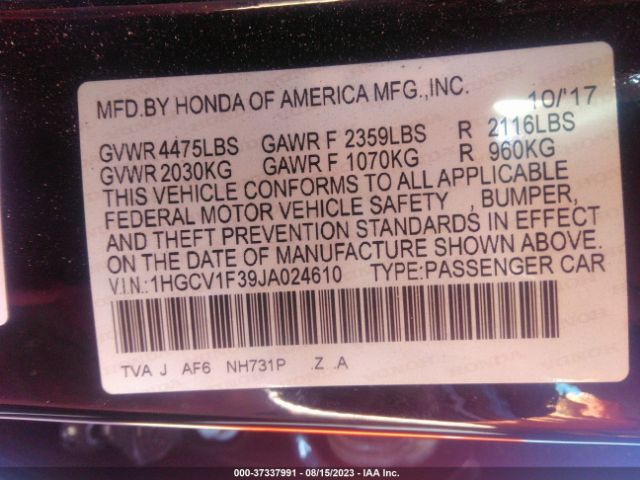 MFD.BY HONDA OF AMERICA MFG.,INC. 10/'17
GVWR 4475LBS GAWR F 2359LBS R 2116LBS
GVWR 2030KG GAWR F 1070KG R 960KG
THIS VEHICLE CONFORMS TO ALL APPLICABLE
FEDERAL MOTOR VEHICLE SAFETY , BUMPER,
AND THEFT PREVENTION STANDARDS IN EFFECT
ON THE DATE OF MANUFACTURE SHOWN ABOVE.
V.I.N.:1HGCV1F39JA024610 TYPE:PASSENGER CAR
TVA J AF6 NH731P .Z .A
000-37337991 - 08/15/2023 - IAA Inc.